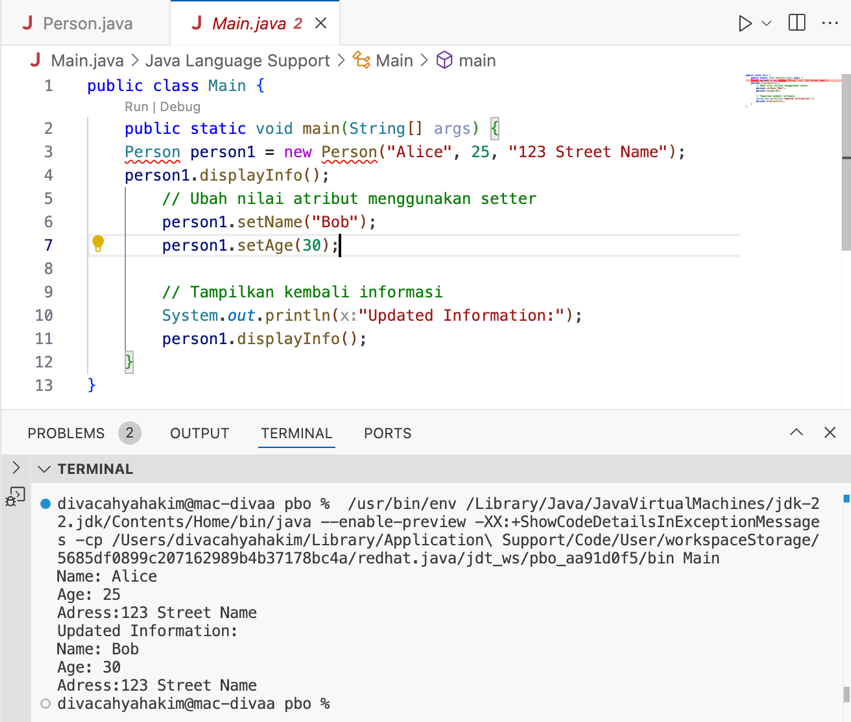 J Person.java
J Main.java 2
J Main.java > Java Language Support > Main > main
1 public class Main {
Run | Debug
2 public static void main(String[] args) {
3 Person person1 = new Person("Alice", 25, "123 Street Name");
4 person1.displayInfo();
5 // Ubah nilai atribut menggunakan setter
6 person1.setName("Bob");
7 person1.setAge(30);
8
9 // Tampilkan kembali informasi
10 System.out.println(x:"Updated Information:");
11 person1.displayInfo();
12 }
13 }
PROBLEMS 2 OUTPUT TERMINAL PORTS
TERMINAL
divacahyahakim@mac-divaa pbo % /usr/bin/env /Library/Java/JavaVirtualMachines/jdk-2
2.jdk/Contents/Home/bin/java --enable-preview -XX:+ShowCodeDetailsInExceptionMessage
s -cp /Users/divacahyahakim/Library/Application\ Support/Code/User/workspaceStorage/
5685df0899c207162989b4b37178bc4a/redhat.java/jdt_ws/pbo_aa91d0f5/bin Main
Name: Alice
Age: 25
Adress:123 Street Name
Updated Information:
Name: Bob
Age: 30
Adress:123 Street Name
divacahyahakim@mac-divaa pbo %